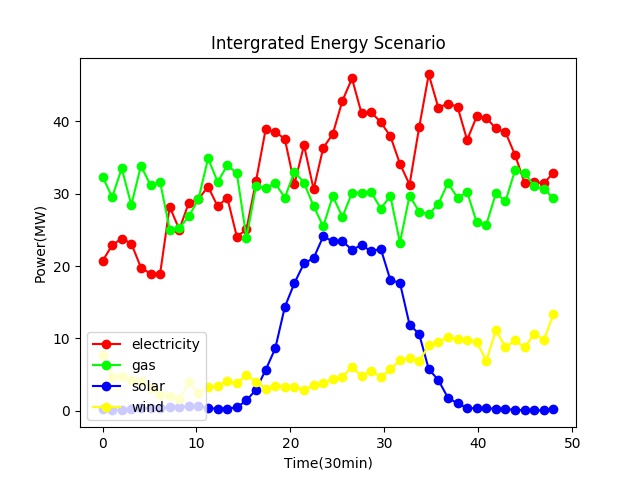 Intergrated Energy Scenario
Power(MW)
40
30
20
10
0
electricity
gas
solar
wind
0 10 20 30 40 50
Time(30min)